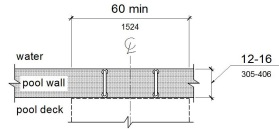 60 min
1524
℄
water
12-16
pool wall
305-406
pool deck